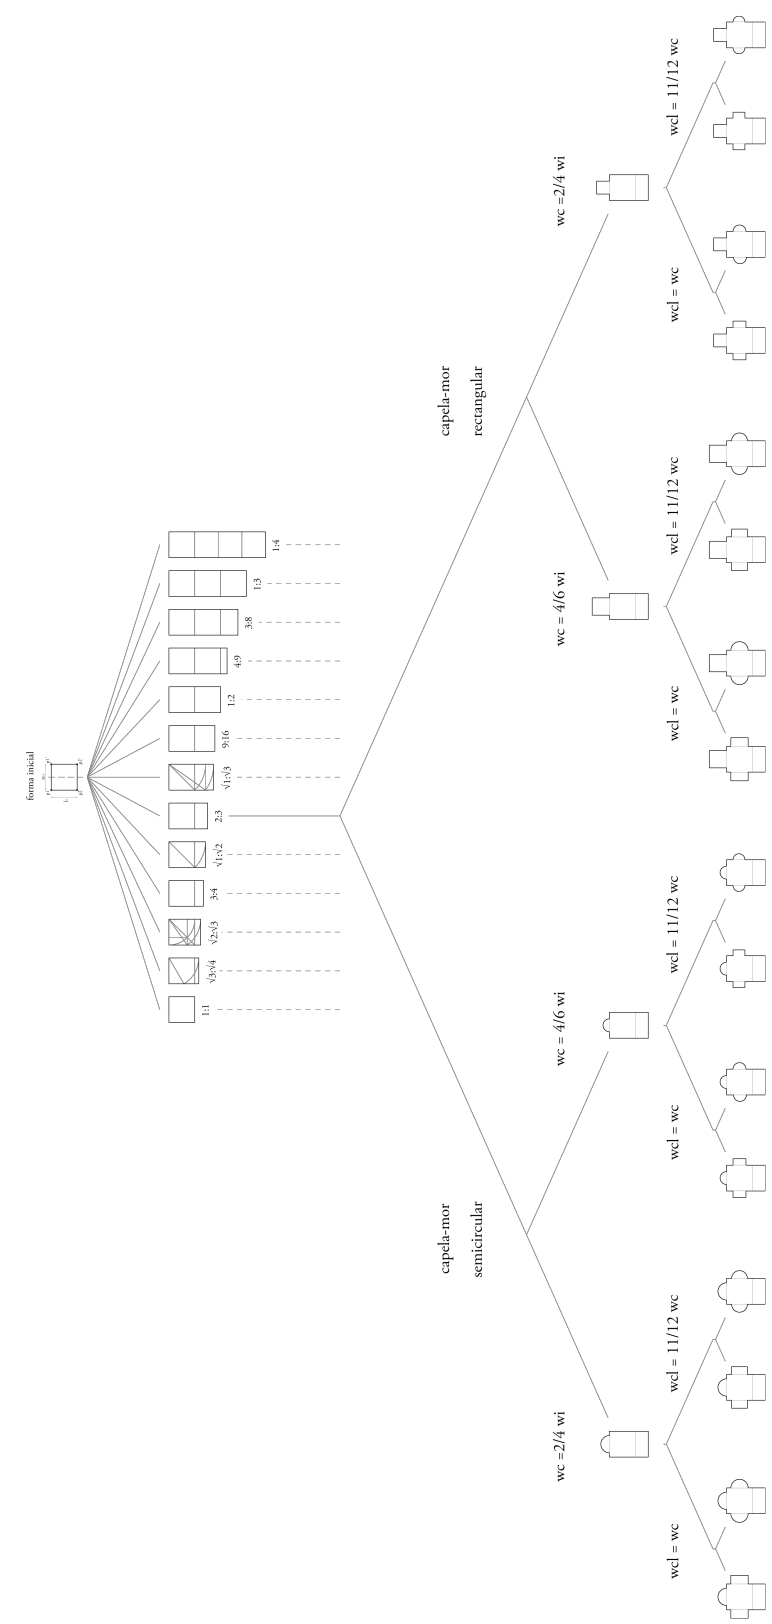 forma inicial
1:1
√3:√4
√2:√3
3:4
√1:√2
2:3
√1:√3
9:16
1:2
4:9
3:8
1:3
1:4
capela-mor
semicircular
capela-mor
rectangular
wc =2/4 wi
wc = 4/6 wi
wc = 4/6 wi
wc =2/4 wi
wcl = wc
wcl = 11/12 wc
wcl = wc
wcl = 11/12 wc
wcl = wc
wcl = 11/12 wc
wcl = wc
wcl = 11/12 wc